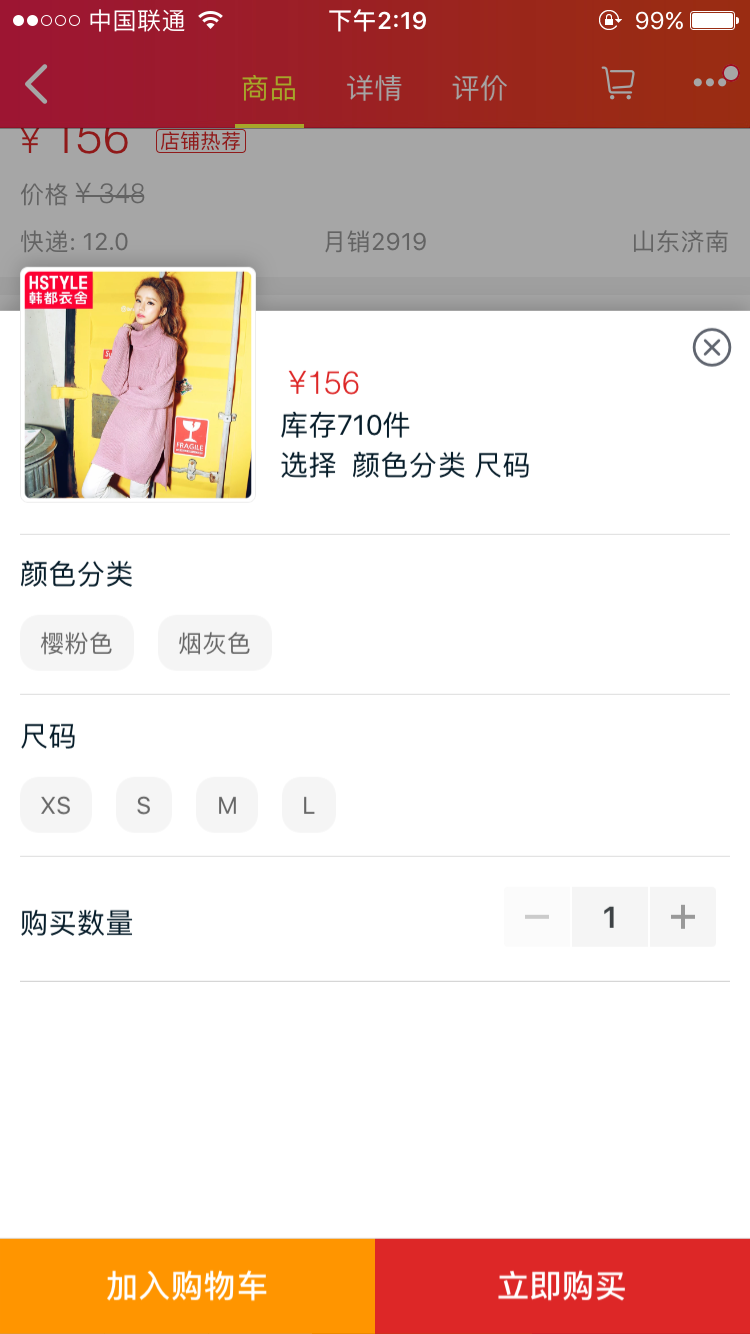 中国联通 下午2:19 99%
商品 详情 评价
¥ 156 店铺热荐
价格 ¥ 348
快递: 12.0 月销2919 山东济南
HSTYLE
韩都衣舍
FRAGILE
¥156
库存710件
选择 颜色分类 尺码
颜色分类
樱粉色 烟灰色
尺码
XS S M L
购买数量 1
加入购物车 立即购买